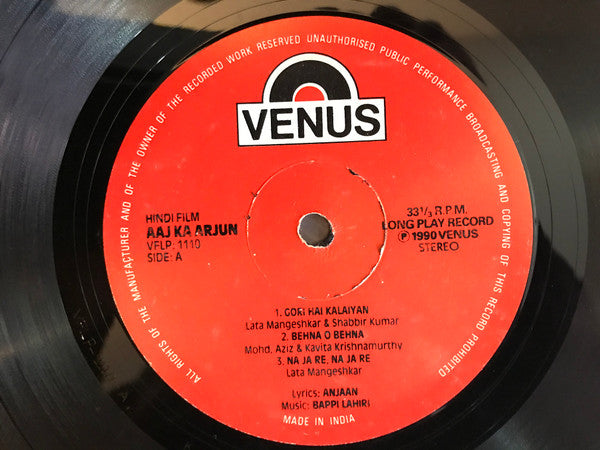 ALL RIGHTS OF THE MANUFACTURER AND OF THE OWNER OF THE RECORDED WORK RESERVED UNAUTHORISED PUBLIC PERFORMANCE BROADCASTING AND COPYING OF THIS RECORD PROHIBITED
VENUS
HINDI FILM
AAJ KA ARJUN
VFLP: 1110
SIDE: A
33 1/3 R.P.M.
LONG PLAY RECORD
℗ 1990 VENUS
STEREO
1. GORI HAI KALAIYAN
Lata Mangeshkar & Shabbir Kumar
2. BEHNA O BEHNA
Mohd. Aziz & Kavita Krishnamurthy
3. NA JA RE, NA JA RE
Lata Mangeshkar
Lyrics: ANJAAN
Music: BAPPI LAHIRI
MADE IN INDIA